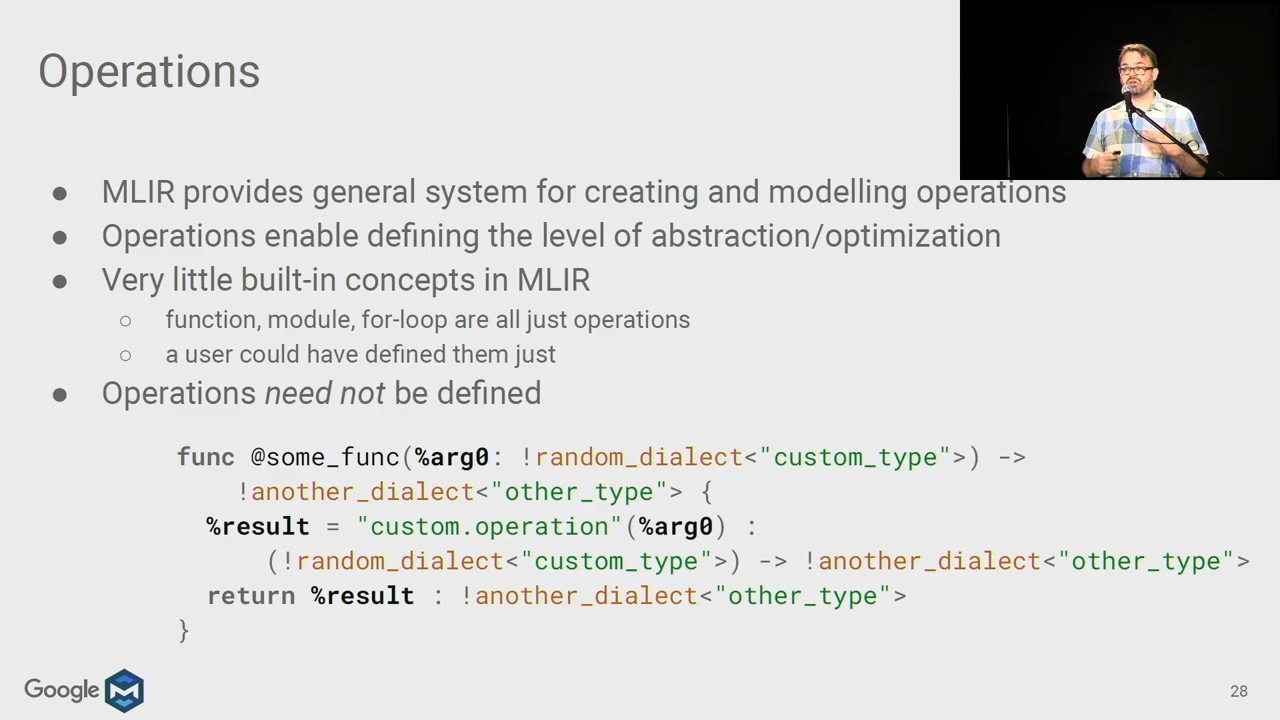 Operations
● MLIR provides general system for creating and modelling operations
● Operations enable defining the level of abstraction/optimization
● Very little built-in concepts in MLIR
○ function, module, for-loop are all just operations
○ a user could have defined them just
● Operations need not be defined
func @some_func(%arg0: !random_dialect<"custom_type">) ->
!another_dialect<"other_type"> {
%result = "custom.operation"(%arg0) :
(!random_dialect<"custom_type">) -> !another_dialect<"other_type">
return %result : !another_dialect<"other_type">
}
Google
28